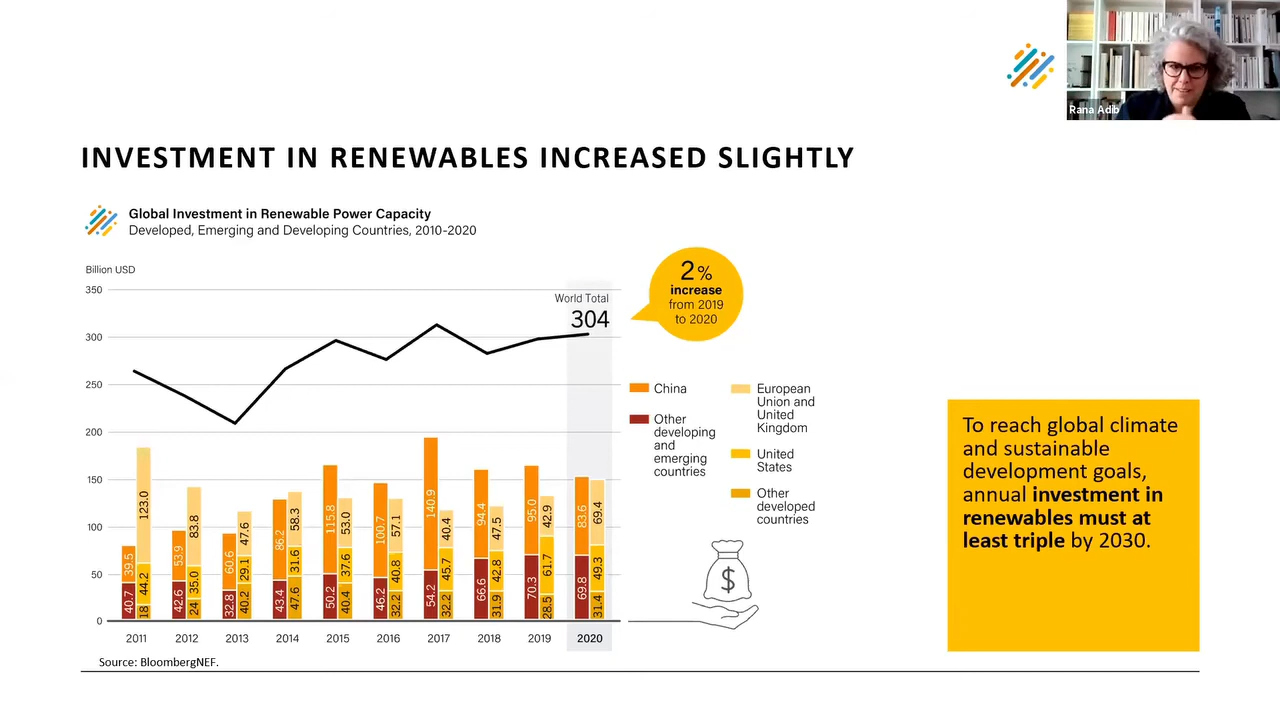 Rana Adib
INVESTMENT IN RENEWABLES INCREASED SLIGHTLY
Global Investment in Renewable Power Capacity
Developed, Emerging and Developing Countries, 2010-2020
Billion USD
350
300
250
200
150
100
50
0
World Total
304
2%
increase
from 2019
to 2020
China
Other
developing
and
emerging
countries
European
Union and
United
Kingdom
United
States
Other
developed
countries
39.5
40.7
123.0
44.2
18
53.9
42.6
83.8
35.0
24
60.6
32.8
47.6
29.1
40.2
86.2
43.4
58.3
31.6
47.6
115.8
50.2
53.0
37.6
40.4
100.7
46.2
57.1
40.8
32.2
140.9
54.2
40.4
45.7
32.2
94.4
66.6
47.5
42.8
31.9
95.0
70.3
42.9
61.7
28.5
83.6
69.8
69.4
49.3
31.4
2011 2012 2013 2014 2015 2016 2017 2018 2019 2020
$
Source: BloombergNEF.
To reach global climate
and sustainable
development goals,
annual investment in
renewables must at
least triple by 2030.